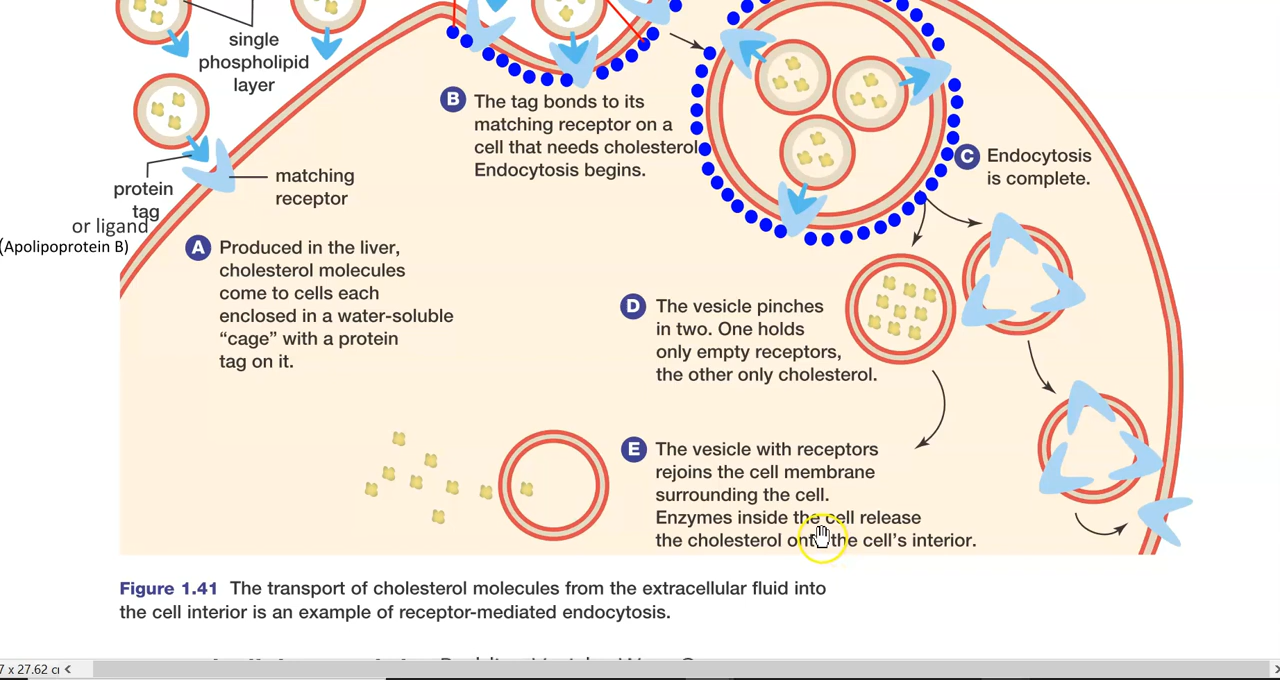 single
phospholipid
layer
B The tag bonds to its
matching receptor on a
cell that needs cholesterol
Endocytosis begins.
C Endocytosis
is complete.
protein
tag
or ligand
(Apolipoprotein B)
matching
receptor
A Produced in the liver,
cholesterol molecules
come to cells each
enclosed in a water-soluble
“cage” with a protein
tag on it.
D The vesicle pinches
in two. One holds
only empty receptors,
the other only cholesterol.
E The vesicle with receptors
rejoins the cell membrane
surrounding the cell.
Enzymes inside the cell release
the cholesterol onto the cell’s interior.
Figure 1.41 The transport of cholesterol molecules from the extracellular fluid into
the cell interior is an example of receptor-mediated endocytosis.
7 x 27.62 c